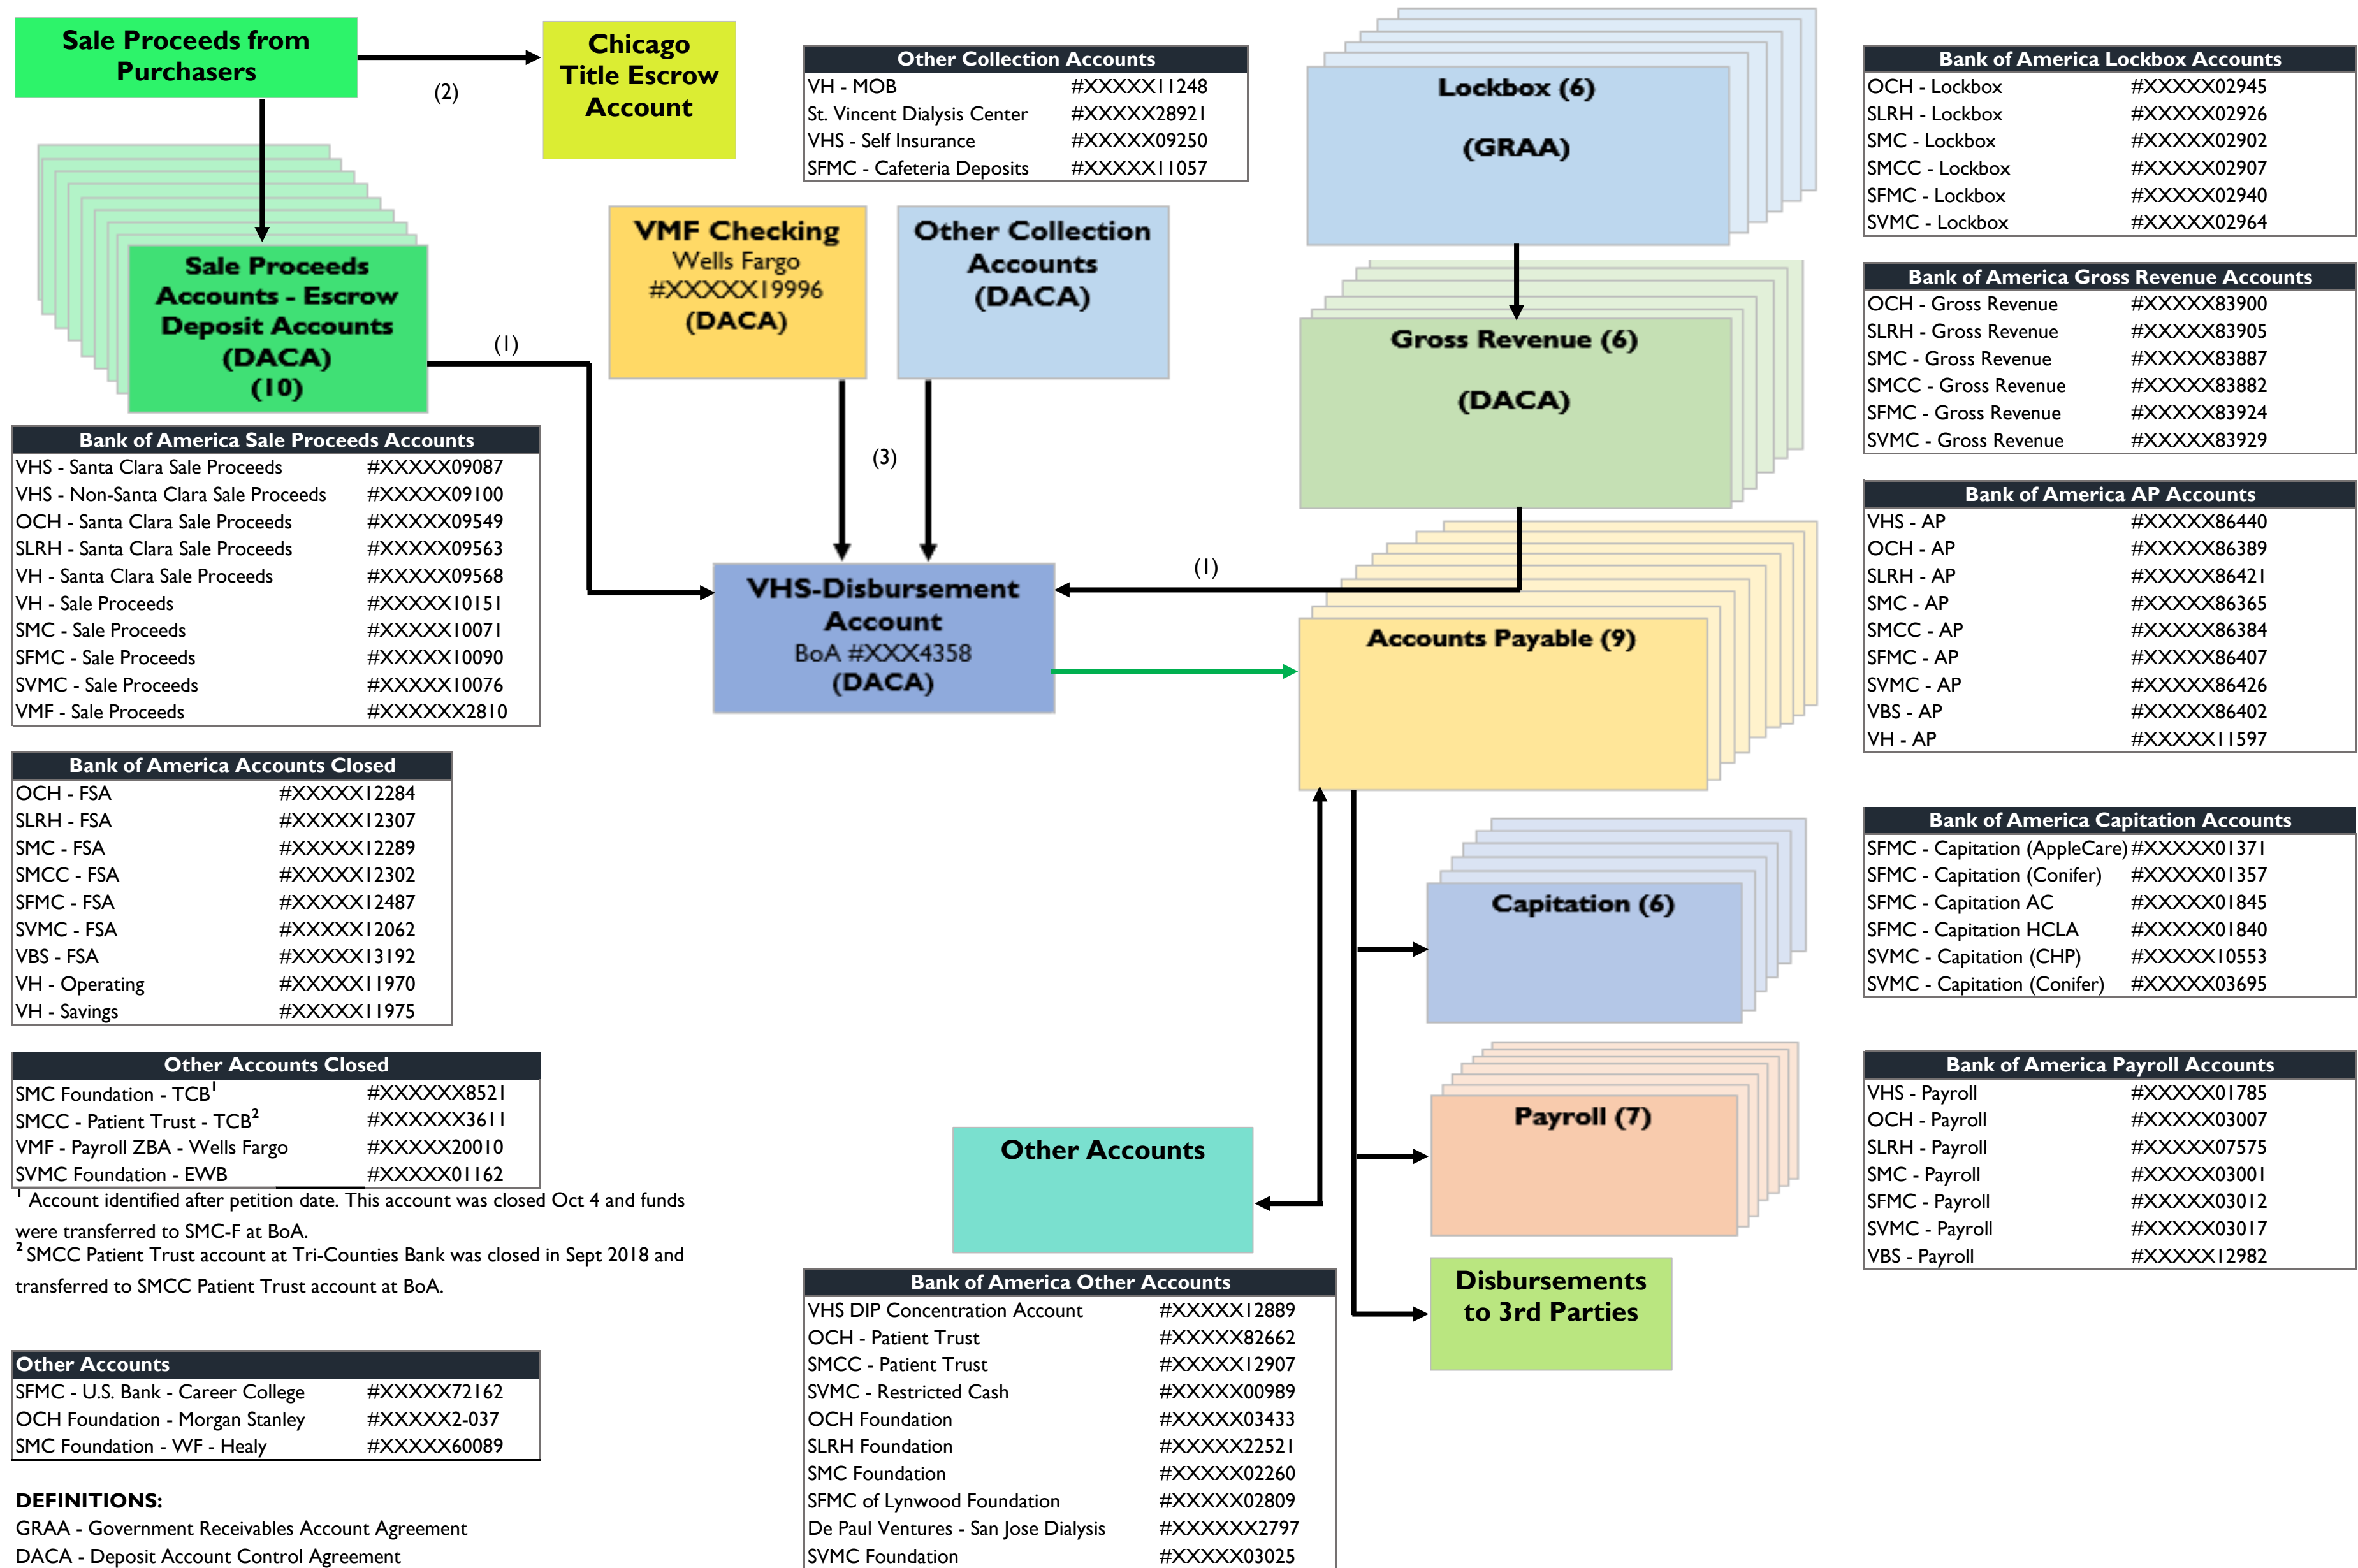 Sale Proceeds from
Purchasers
(2)
Chicago
Title Escrow
Account
Sale Proceeds
Accounts - Escrow
Deposit Accounts
(DACA)
(10)
(1)
Bank of America Sale Proceeds Accounts
VHS - Santa Clara Sale Proceeds #XXXXX09087
VHS - Non-Santa Clara Sale Proceeds #XXXXX09100
OCH - Santa Clara Sale Proceeds #XXXXX09549
SLRH - Santa Clara Sale Proceeds #XXXXX09563
VH - Santa Clara Sale Proceeds #XXXXX09568
VH - Sale Proceeds #XXXXX10151
SMC - Sale Proceeds #XXXXX10071
SFMC - Sale Proceeds #XXXXX10090
SVMC - Sale Proceeds #XXXXX10076
VMF - Sale Proceeds #XXXXXX2810
Bank of America Accounts Closed
OCH - FSA #XXXXX12284
SLRH - FSA #XXXXX12307
SMC - FSA #XXXXX12289
SMCC - FSA #XXXXX12302
SFMC - FSA #XXXXX12487
SVMC - FSA #XXXXX12062
VBS - FSA #XXXXX13192
VH - Operating #XXXXX11970
VH - Savings #XXXXX11975
Other Accounts Closed
SMC Foundation - TCB¹ #XXXXXX8521
SMCC - Patient Trust - TCB² #XXXXXX3611
VMF - Payroll ZBA - Wells Fargo #XXXXX20010
SVMC Foundation - EWB #XXXXX01162
¹ Account identified after petition date. This account was closed Oct 4 and funds
were transferred to SMC-F at BoA.
² SMCC Patient Trust account at Tri-Counties Bank was closed in Sept 2018 and
transferred to SMCC Patient Trust account at BoA.
Other Accounts
SFMC - U.S. Bank - Career College #XXXXX72162
OCH Foundation - Morgan Stanley #XXXXX2-037
SMC Foundation - WF - Healy #XXXXX60089
DEFINITIONS:
GRAA - Government Receivables Account Agreement
DACA - Deposit Account Control Agreement
Other Collection Accounts
VH - MOB #XXXXX11248
St. Vincent Dialysis Center #XXXXX28921
VHS - Self Insurance #XXXXX09250
SFMC - Cafeteria Deposits #XXXXX11057
VMF Checking
Wells Fargo
#XXXXX19996
(DACA)
Other Collection
Accounts
(DACA)
(3)
VHS-Disbursement
Account
BoA #XXX4358
(DACA)
(1)
Other Accounts
Bank of America Other Accounts
VHS DIP Concentration Account #XXXXX12889
OCH - Patient Trust #XXXXX82662
SMCC - Patient Trust #XXXXX12907
SVMC - Restricted Cash #XXXXX00989
OCH Foundation #XXXXX03433
SLRH Foundation #XXXXX22521
SMC Foundation #XXXXX02260
SFMC of Lynwood Foundation #XXXXX02809
De Paul Ventures - San Jose Dialysis #XXXXXX2797
SVMC Foundation #XXXXX03025
Lockbox (6)
(GRAA)
Gross Revenue (6)
(DACA)
Accounts Payable (9)
Capitation (6)
Payroll (7)
Disbursements
to 3rd Parties
Bank of America Lockbox Accounts
OCH - Lockbox #XXXXX02945
SLRH - Lockbox #XXXXX02926
SMC - Lockbox #XXXXX02902
SMCC - Lockbox #XXXXX02907
SFMC - Lockbox #XXXXX02940
SVMC - Lockbox #XXXXX02964
Bank of America Gross Revenue Accounts
OCH - Gross Revenue #XXXXX83900
SLRH - Gross Revenue #XXXXX83905
SMC - Gross Revenue #XXXXX83887
SMCC - Gross Revenue #XXXXX83882
SFMC - Gross Revenue #XXXXX83924
SVMC - Gross Revenue #XXXXX83929
Bank of America AP Accounts
VHS - AP #XXXXX86440
OCH - AP #XXXXX86389
SLRH - AP #XXXXX86421
SMC - AP #XXXXX86365
SMCC - AP #XXXXX86384
SFMC - AP #XXXXX86407
SVMC - AP #XXXXX86426
VBS - AP #XXXXX86402
VH - AP #XXXXX11597
Bank of America Capitation Accounts
SFMC - Capitation (AppleCare) #XXXXX01371
SFMC - Capitation (Conifer) #XXXXX01357
SFMC - Capitation AC #XXXXX01845
SFMC - Capitation HCLA #XXXXX01840
SVMC - Capitation (CHP) #XXXXX10553
SVMC - Capitation (Conifer) #XXXXX03695
Bank of America Payroll Accounts
VHS - Payroll #XXXXX01785
OCH - Payroll #XXXXX03007
SLRH - Payroll #XXXXX07575
SMC - Payroll #XXXXX03001
SFMC - Payroll #XXXXX03012
SVMC - Payroll #XXXXX03017
VBS - Payroll #XXXXX12982